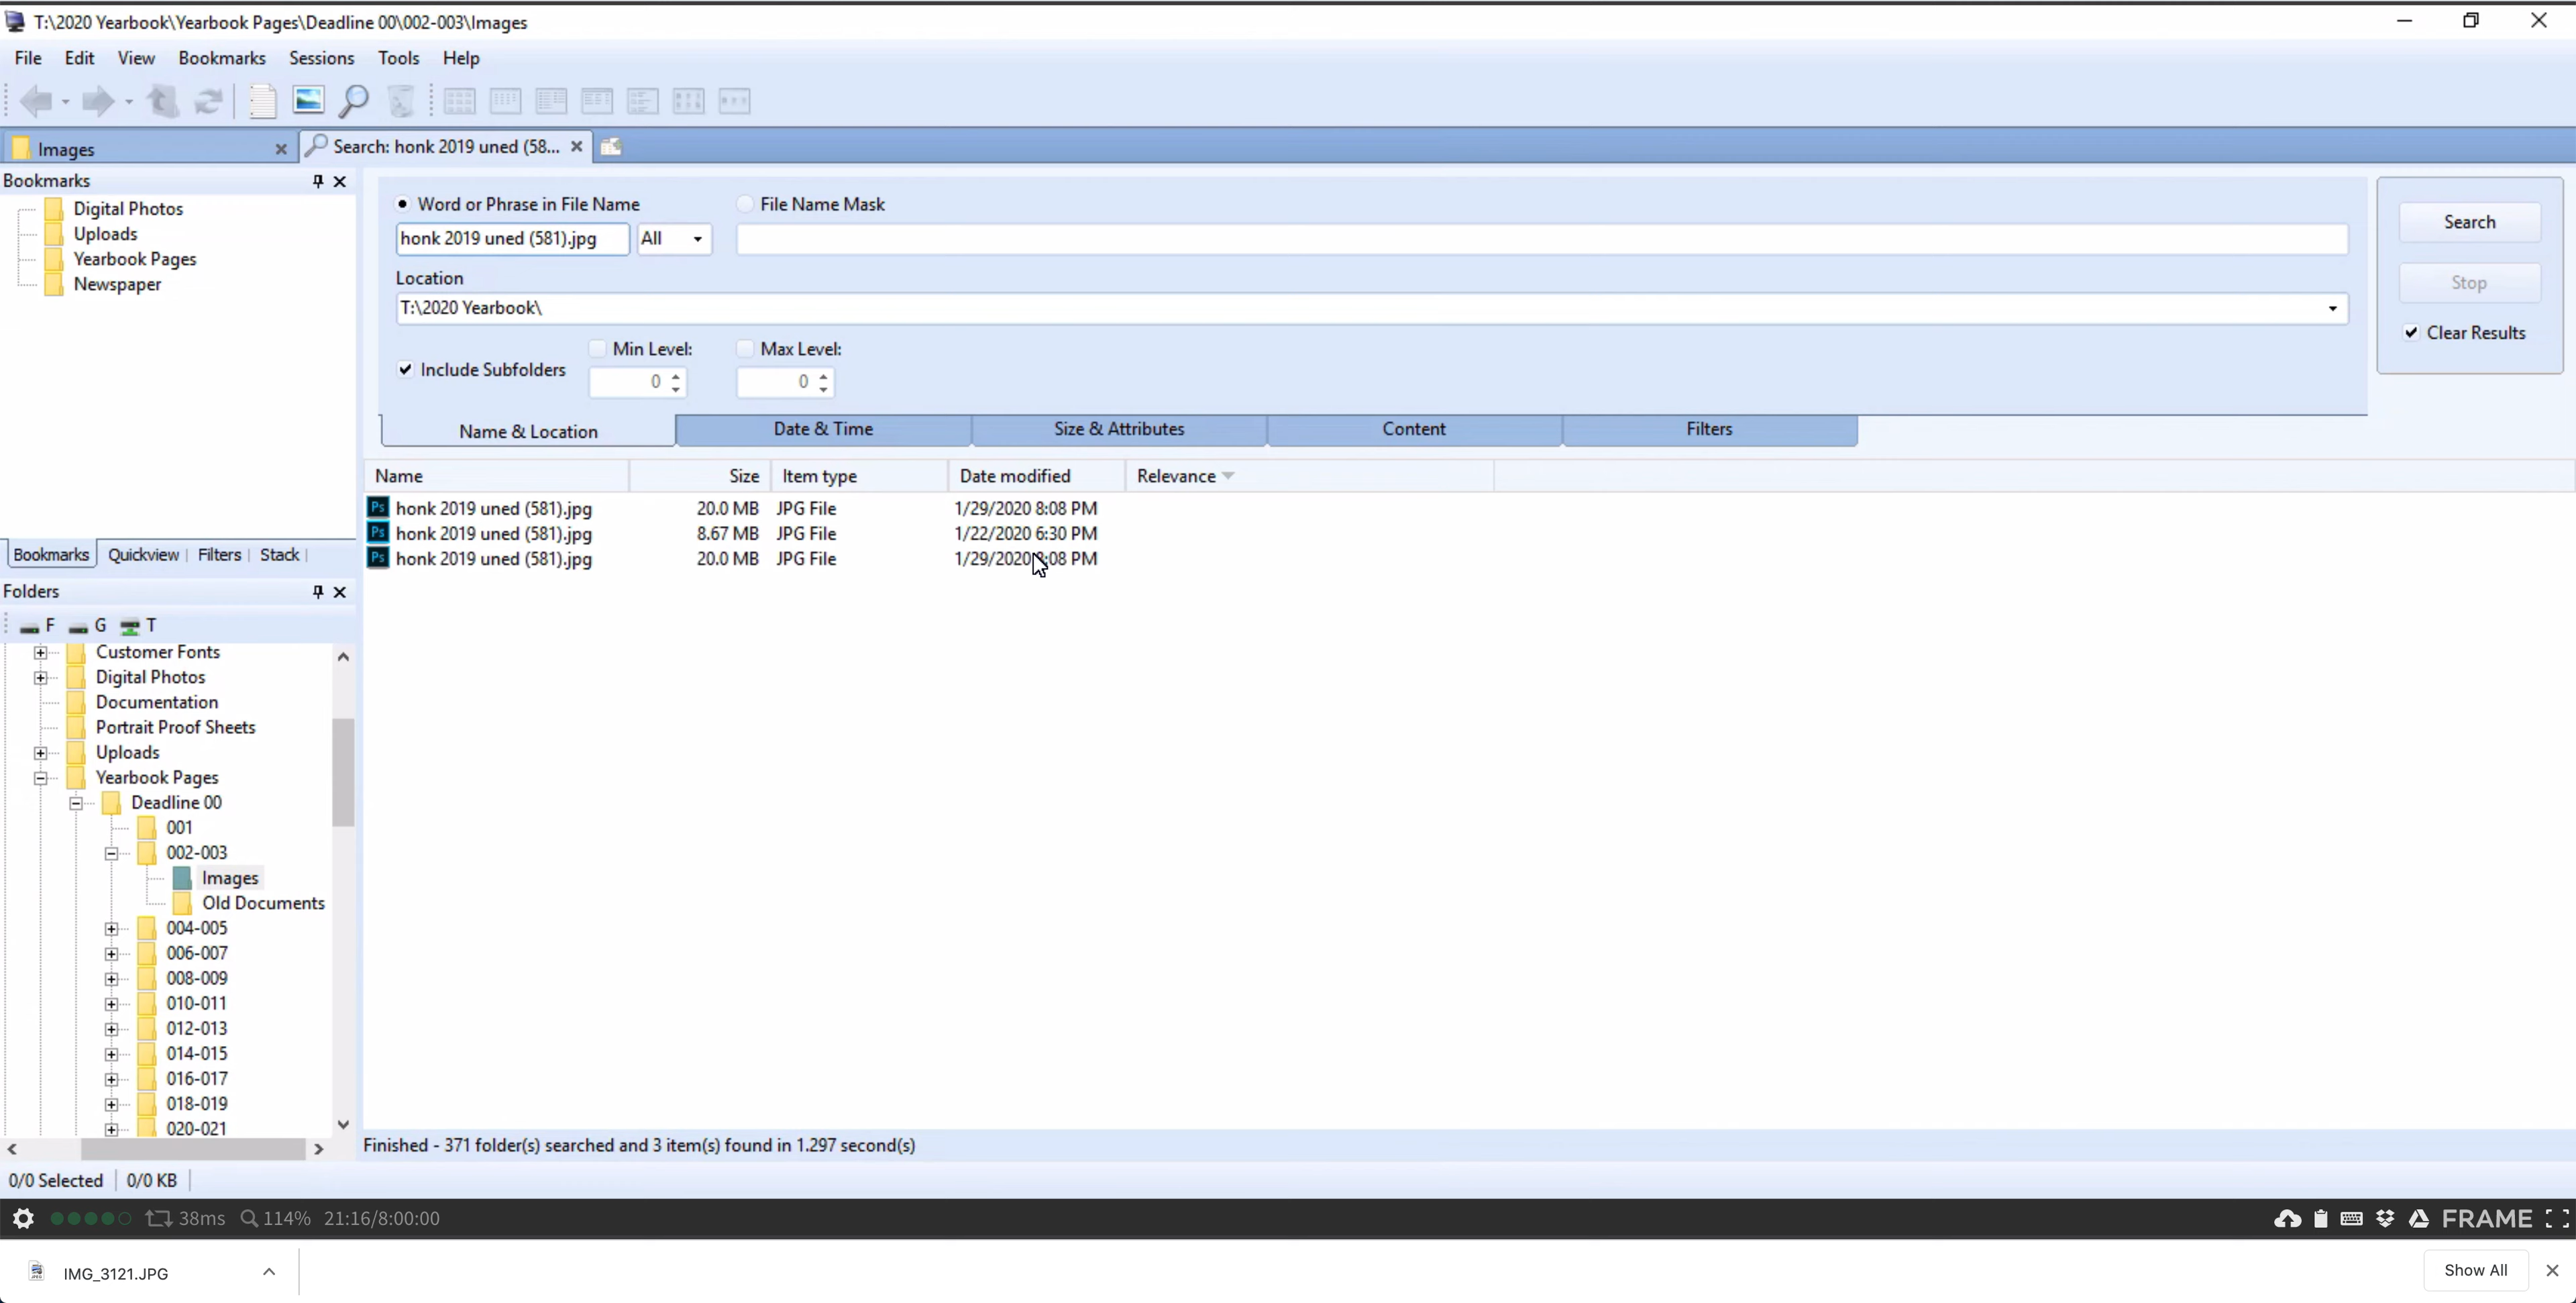 T:\2020 Yearbook\Yearbook Pages\Deadline 00\002-003\Images
File Edit View Bookmarks Sessions Tools Help
Images
Search: honk 2019 uned (58...
Bookmarks
Digital Photos
Uploads
Yearbook Pages
Newspaper
Bookmarks Quickview Filters Stack
Folders
F G T
Customer Fonts
Digital Photos
Documentation
Portrait Proof Sheets
Uploads
Yearbook Pages
Deadline 00
001
002-003
Images
Old Documents
004-005
006-007
008-009
010-011
012-013
014-015
016-017
018-019
020-021
Word or Phrase in File Name File Name Mask
honk 2019 uned (581).jpg All
Location
T:\2020 Yearbook\
Min Level: Max Level:
Include Subfolders 0 0
Search
Stop
Clear Results
Name & Location Date & Time Size & Attributes Content Filters
Name Size Item type Date modified Relevance
Ps honk 2019 uned (581).jpg 20.0 MB JPG File 1/29/2020 8:08 PM
Ps honk 2019 uned (581).jpg 8.67 MB JPG File 1/22/2020 6:30 PM
Ps honk 2019 uned (581).jpg 20.0 MB JPG File 1/29/2020 :08 PM
Finished - 371 folder(s) searched and 3 item(s) found in 1.297 second(s)
0/0 Selected 0/0 KB
38ms 114% 21:16/8:00:00 FRAME
IMG_3121.JPG Show All